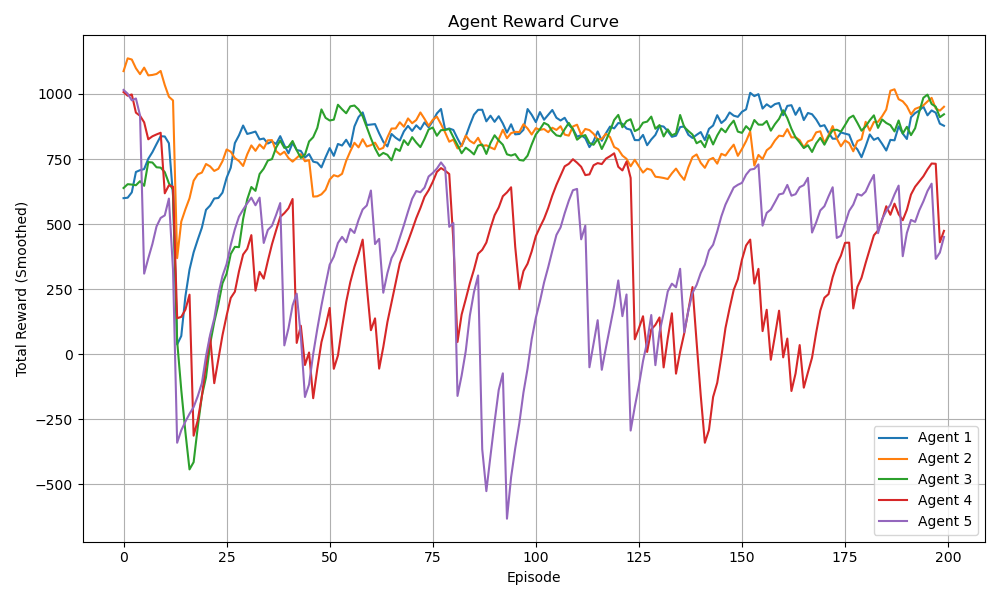 Agent Reward Curve
Total Reward (Smoothed)
1000
750
500
250
0
−250
−500
0 25 50 75 100 125 150 175 200
Episode
Agent 1
Agent 2
Agent 3
Agent 4
Agent 5